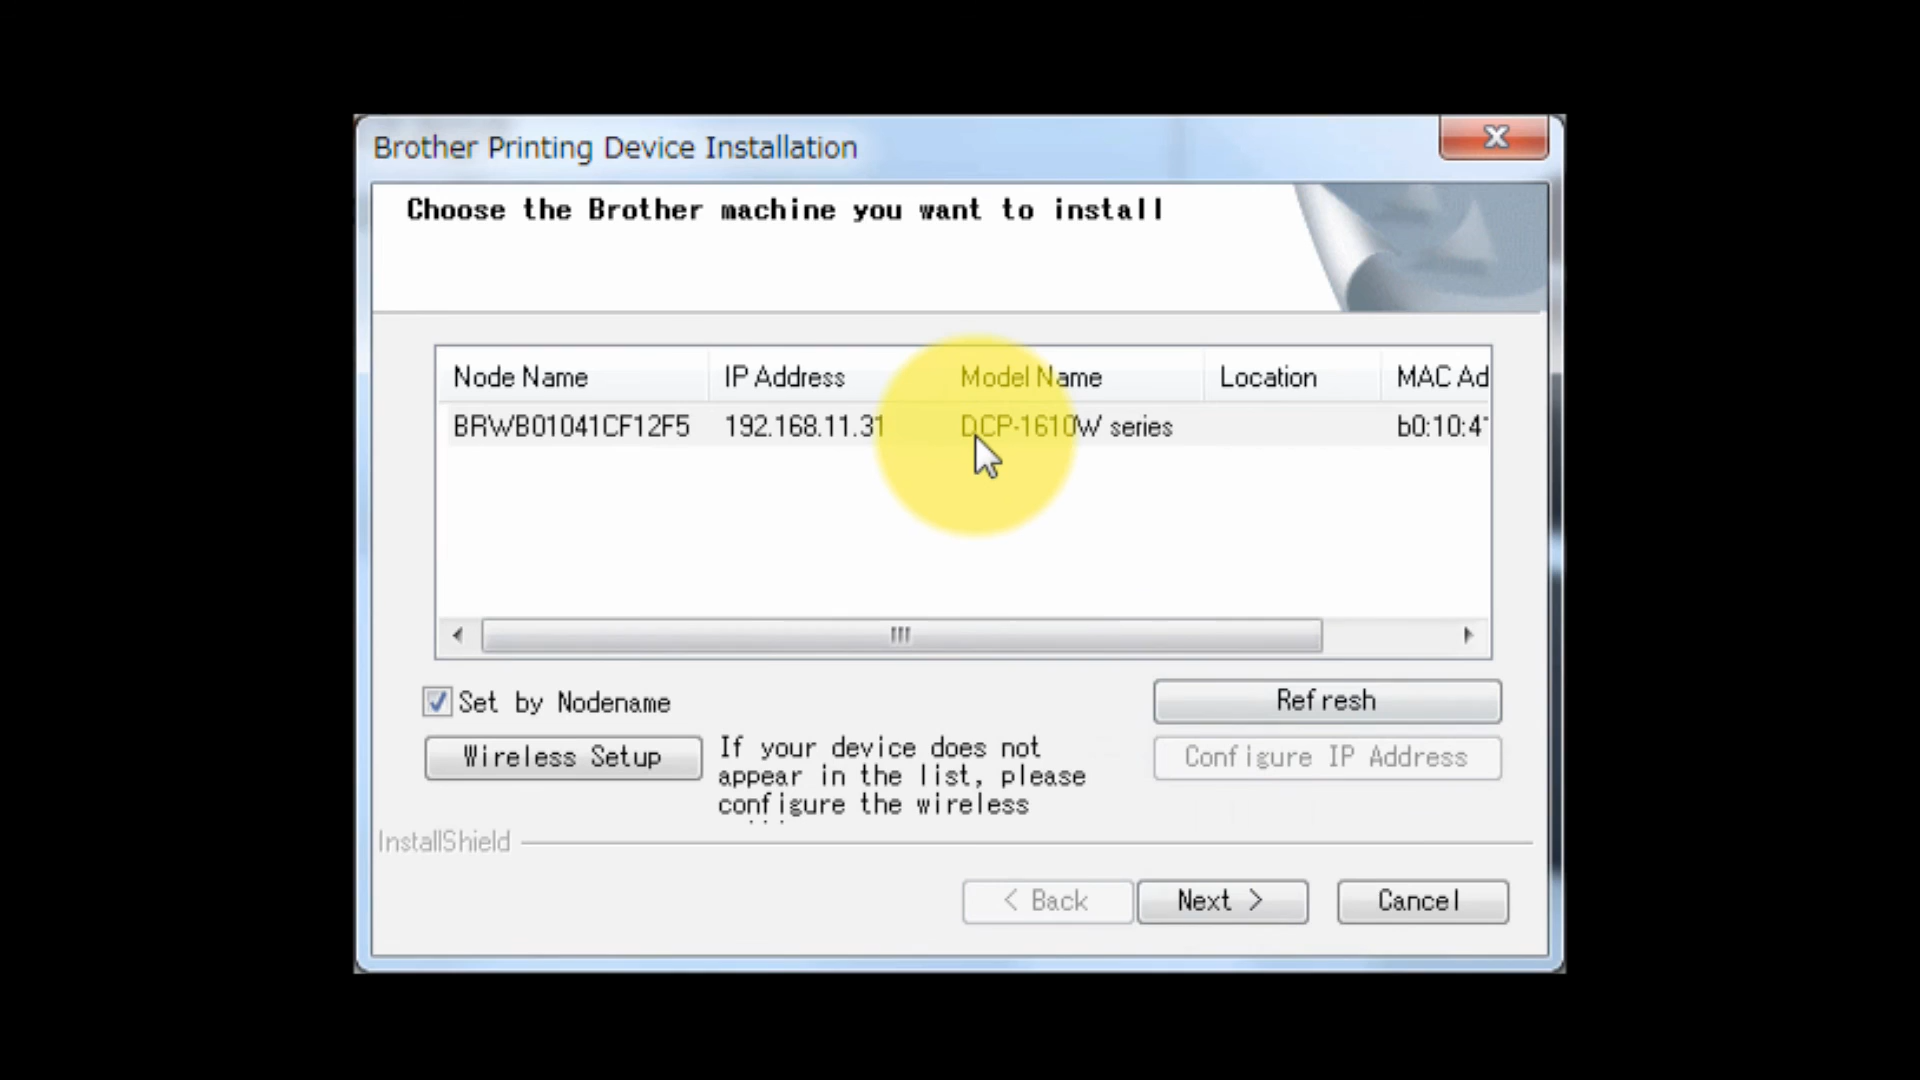 Brother Printing Device Installation
Choose the Brother machine you want to install
Node Name IP Address Model Name Location MAC Ad
BRWB01041CF12F5 192.168.11.31 DCP-1610W series b0:10:4
Set by Nodename
Refresh
Wireless Setup
If your device does not
appear in the list, please
configure the wireless
Configure IP Address
InstallShield
< Back
Next >
Cancel